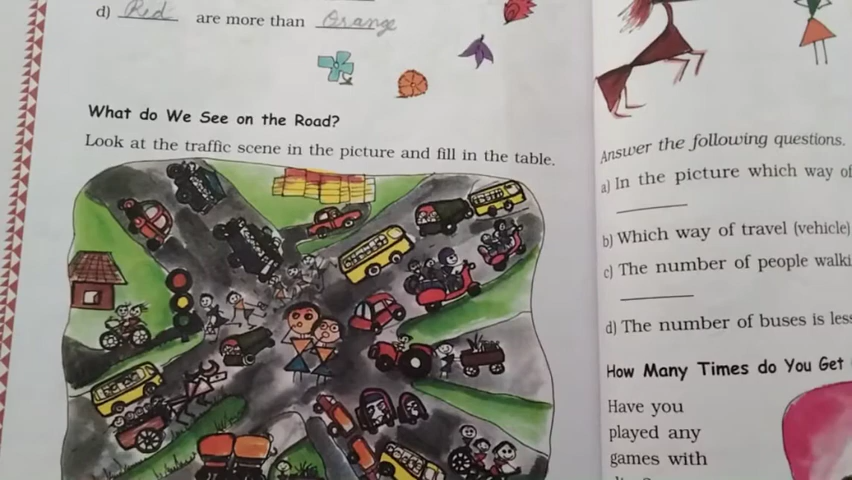 d) Red are more than Orange
What do We See on the Road?
Look at the traffic scene in the picture and fill in the table.
Answer the following questions.
a) In the picture which way of
b) Which way of travel (vehicle)
c) The number of people walki
d) The number of buses is less
How Many Times do You Get
Have you
played any
games with